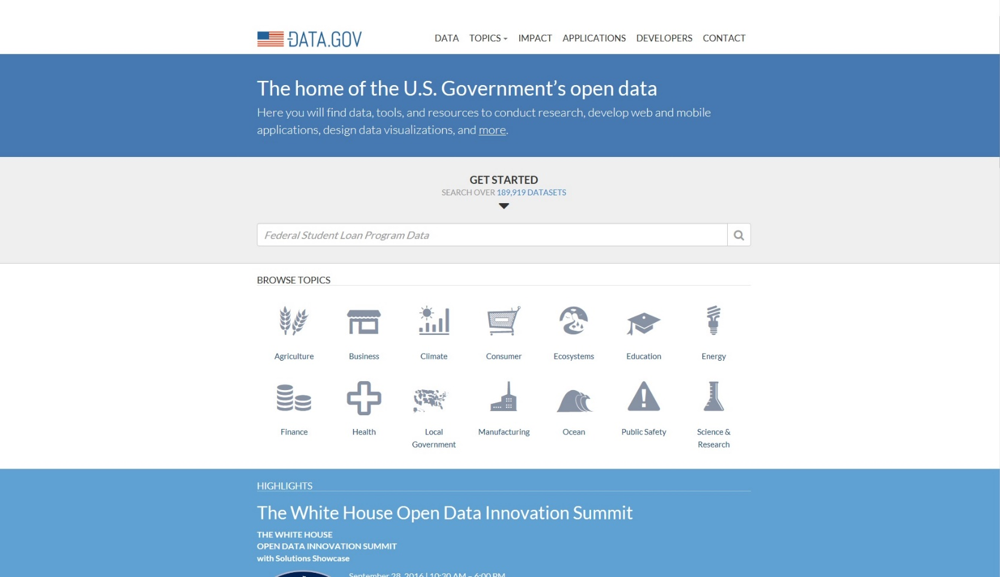 DATA.GOV
DATA TOPICS IMPACT APPLICATIONS DEVELOPERS CONTACT
The home of the U.S. Government’s open data
Here you will find data, tools, and resources to conduct research, develop web and mobile
applications, design data visualizations, and more.
GET STARTED
SEARCH OVER 189,919 DATASETS
Federal Student Loan Program Data
BROWSE TOPICS
Agriculture Business Climate Consumer Ecosystems Education Energy
Finance Health Local Manufacturing Ocean Public Safety Science &
Government Research
HIGHLIGHTS
The White House Open Data Innovation Summit
THE WHITE HOUSE
OPEN DATA INNOVATION SUMMIT
with Solutions Showcase
September 28, 2016 | 10:30 AM – 6:00 PM